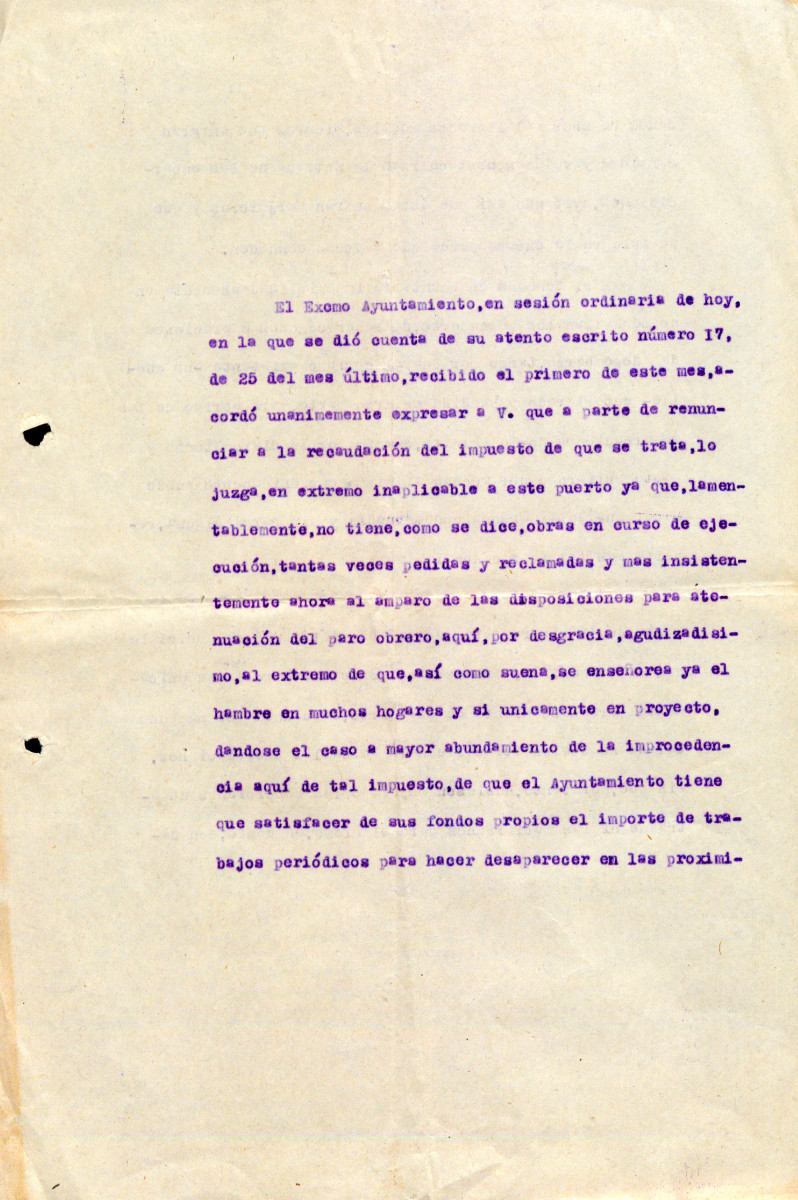 El Excmo Ayuntamiento,en sesión ordinaria de hoy,
en la que se dió cuenta de su atento escrito número I7,
de 25 del mes último,recibido el primero de este mes,a-
cordó unanimemente expresar a V. que a parte de renun-
ciar a la recaudación del impuesto de que se trata,lo
juzga,en extremo inaplicable a este puerto ya que,lamen-
tablemente,no tiene,como se dice,obras en curso de eje-
cución,tantas veces pedidas y reclamadas y mas insisten-
temente ahora al amparo de las disposiciones para ate-
nuación del paro obrero,aquí,por desgracia,agudizadisi-
mo,al extremo de que,así como suena,se enseñorea ya el
hambre en muchos hogares y si unicamente en proyecto,
dandose el caso a mayor abundamiento de la improceden-
cia aquí de tal impuesto,de que el Ayuntamiento tiene
que satisfacer de sus fondos propios el importe de tra-
bajos periódicos para hacer desaparecer en las proximi-